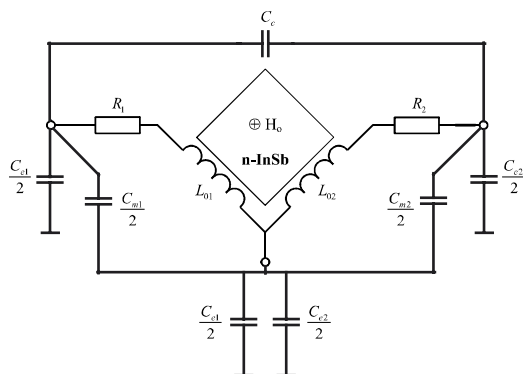 C_c
R_1
R_2
⊕ H_o
n-InSb
L_01
L_02
C_e1/2
C_m1/2
C_m2/2
C_e2/2
C_e1/2
C_e2/2